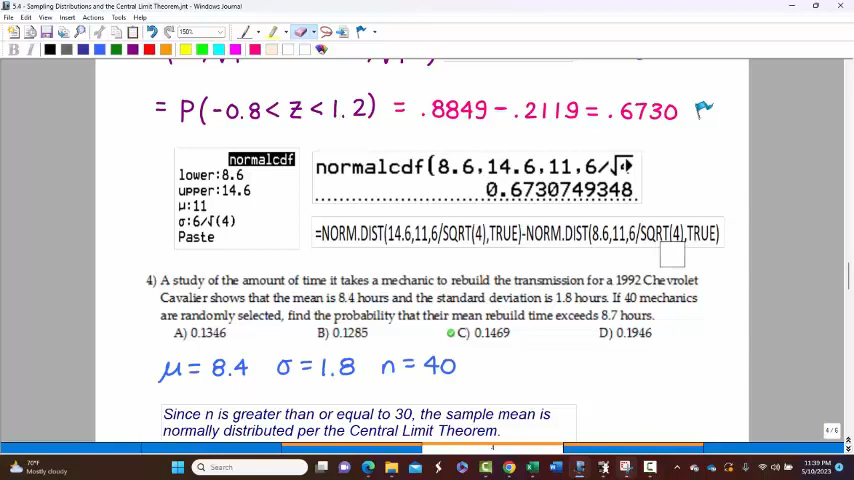 5.4 - Sampling Distributions and the Central Limit Theorem.jnt - Windows Journal
File Edit View Insert Actions Tools Help
150%
B I
= P(-0.8 < Z < 1.2) = .8849 - .2119 = .6730
normalcdf
lower:8.6
upper:14.6
μ:11
σ:6/√(4)
Paste
normalcdf(8.6,14.6,11,6/√(
0.6730749348
=NORM.DIST(14.6,11,6/SQRT(4),TRUE)-NORM.DIST(8.6,11,6/SQRT(4),TRUE)
4) A study of the amount of time it takes a mechanic to rebuild the transmission for a 1992 Chevrolet
Cavalier shows that the mean is 8.4 hours and the standard deviation is 1.8 hours. If 40 mechanics
are randomly selected, find the probability that their mean rebuild time exceeds 8.7 hours.
A) 0.1346 B) 0.1285 C) 0.1469 D) 0.1946
μ = 8.4 σ = 1.8 n = 40
Since n is greater than or equal to 30, the sample mean is
normally distributed per the Central Limit Theorem.
4 / 6
4
70°F
Mostly cloudy
Search
11:39 PM
5/10/2023